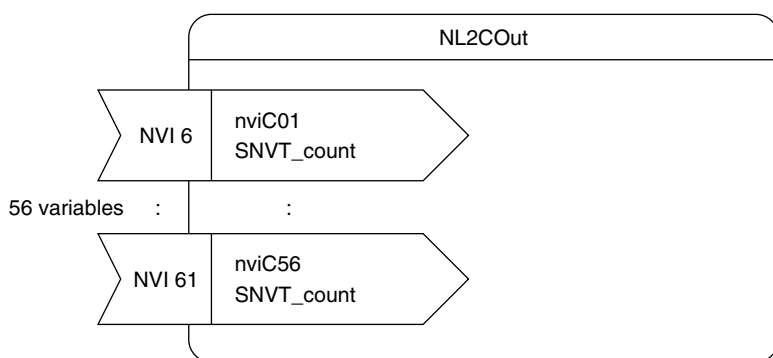 NL2COut
NVI 6
nviC01
SNVT_count
56 variables : :
NVI 61
nviC56
SNVT_count